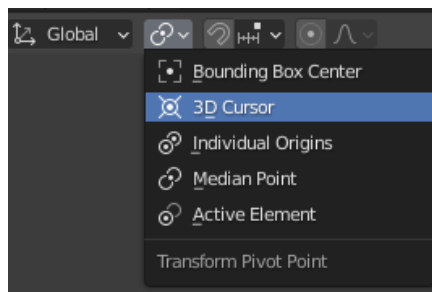 Global
Bounding Box Center
3D Cursor
Individual Origins
Median Point
Active Element
Transform Pivot Point